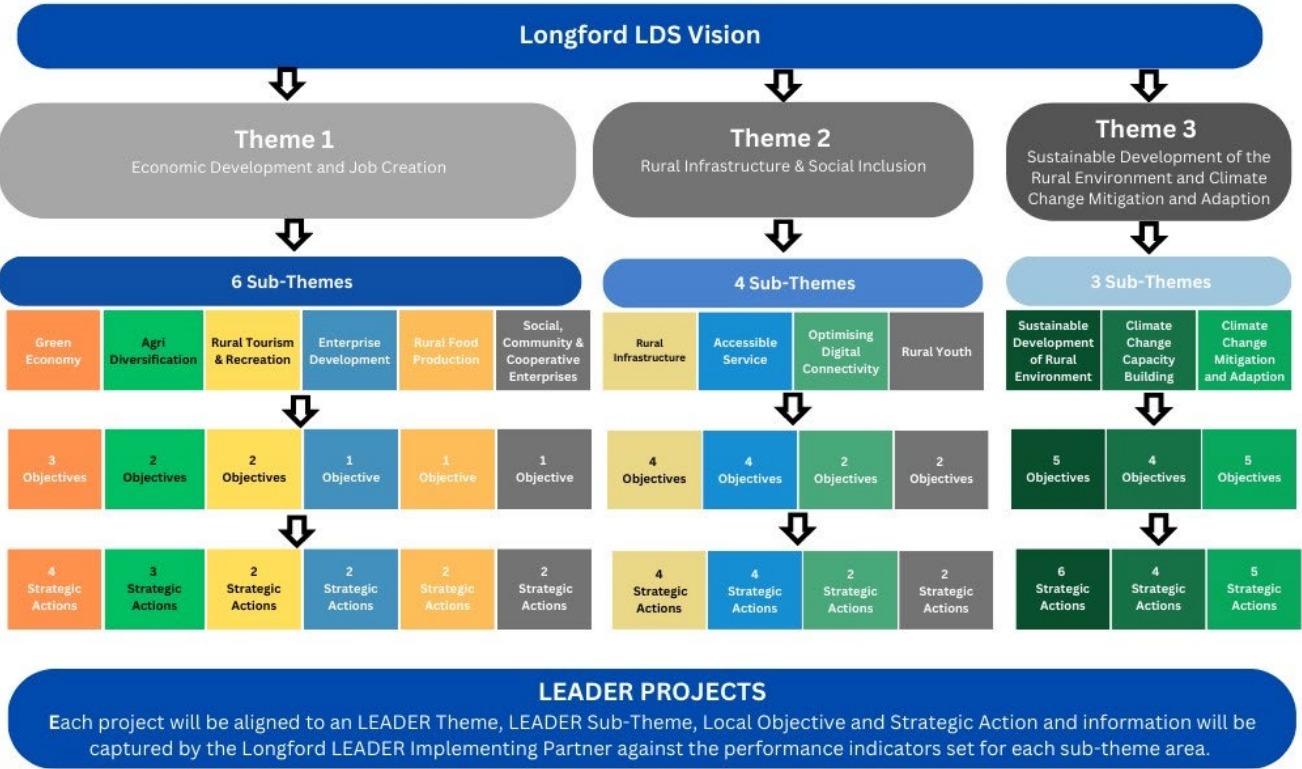 Longford LDS Vision
Theme 1
Economic Development and Job Creation
Theme 2
Rural Infrastructure & Social Inclusion
Theme 3
Sustainable Development of the
Rural Environment and Climate
Change Mitigation and Adaption
6 Sub-Themes
4 Sub-Themes
3 Sub-Themes
Green
Economy
Agri
Diversification
Rural Tourism
& Recreation
Enterprise
Development
Rural Food
Production
Social,
Community &
Cooperative
Enterprises
Rural
Infrastructure
Accessible
Service
Optimising
Digital
Connectivity
Rural Youth
Sustainable
Development
of Rural
Environment
Climate
Change
Capacity
Building
Climate
Change
Mitigation
and Adaption
3
Objectives
2
Objectives
2
Objectives
1
Objective
1
Objective
1
Objective
4
Objectives
4
Objectives
2
Objectives
2
Objectives
5
Objectives
4
Objectives
5
Objectives
4
Strategic
Actions
3
Strategic
Actions
2
Strategic
Actions
2
Strategic
Actions
2
Strategic
Actions
2
Strategic
Actions
4
Strategic
Actions
4
Strategic
Actions
2
Strategic
Actions
2
Strategic
Actions
6
Strategic
Actions
4
Strategic
Actions
5
Strategic
Actions
LEADER PROJECTS
Each project will be aligned to an LEADER Theme, LEADER Sub-Theme, Local Objective and Strategic Action and information will be
captured by the Longford LEADER Implementing Partner against the performance indicators set for each sub-theme area.